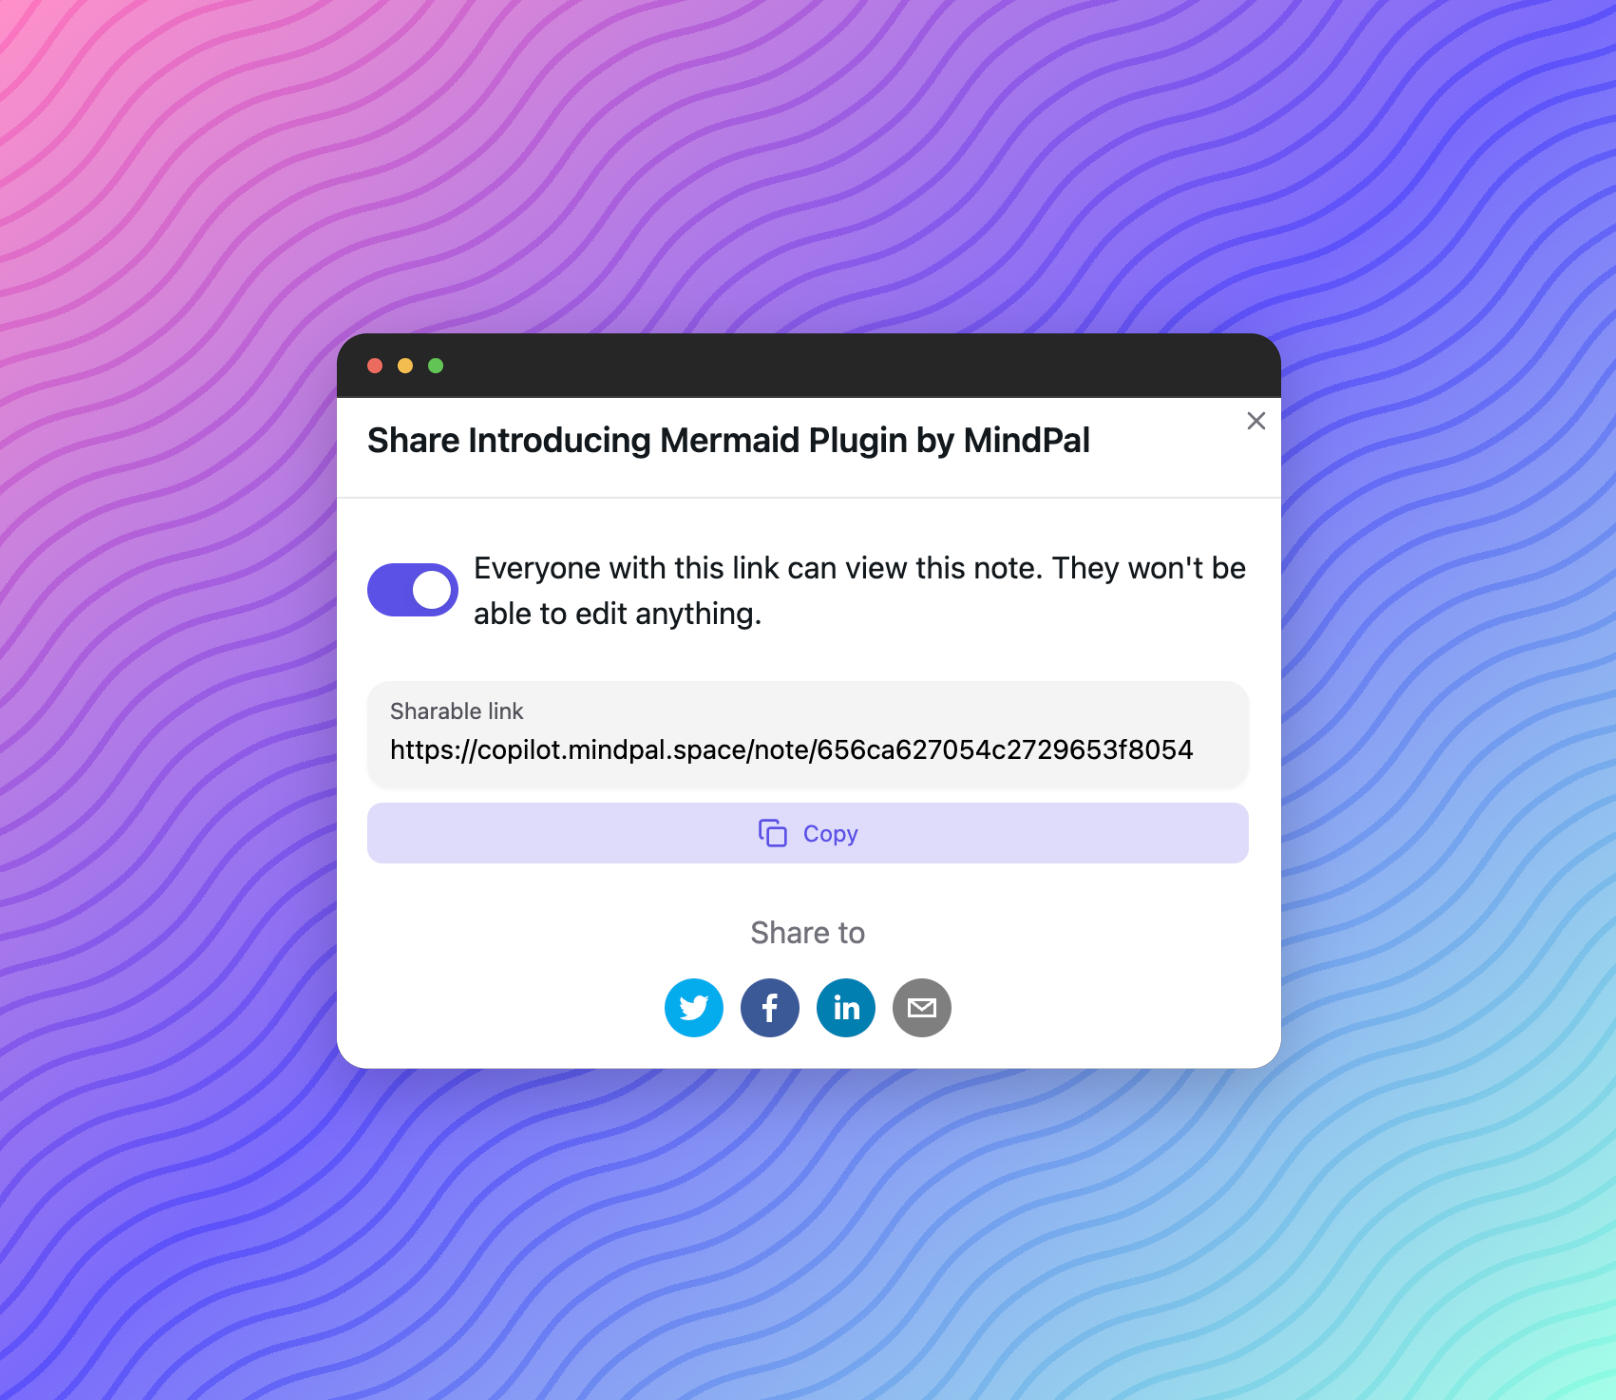 Share Introducing Mermaid Plugin by MindPal
Everyone with this link can view this note. They won't be
able to edit anything.
Sharable link
https://copilot.mindpal.space/note/656ca627054c2729653f8054
Copy
Share to
f
in